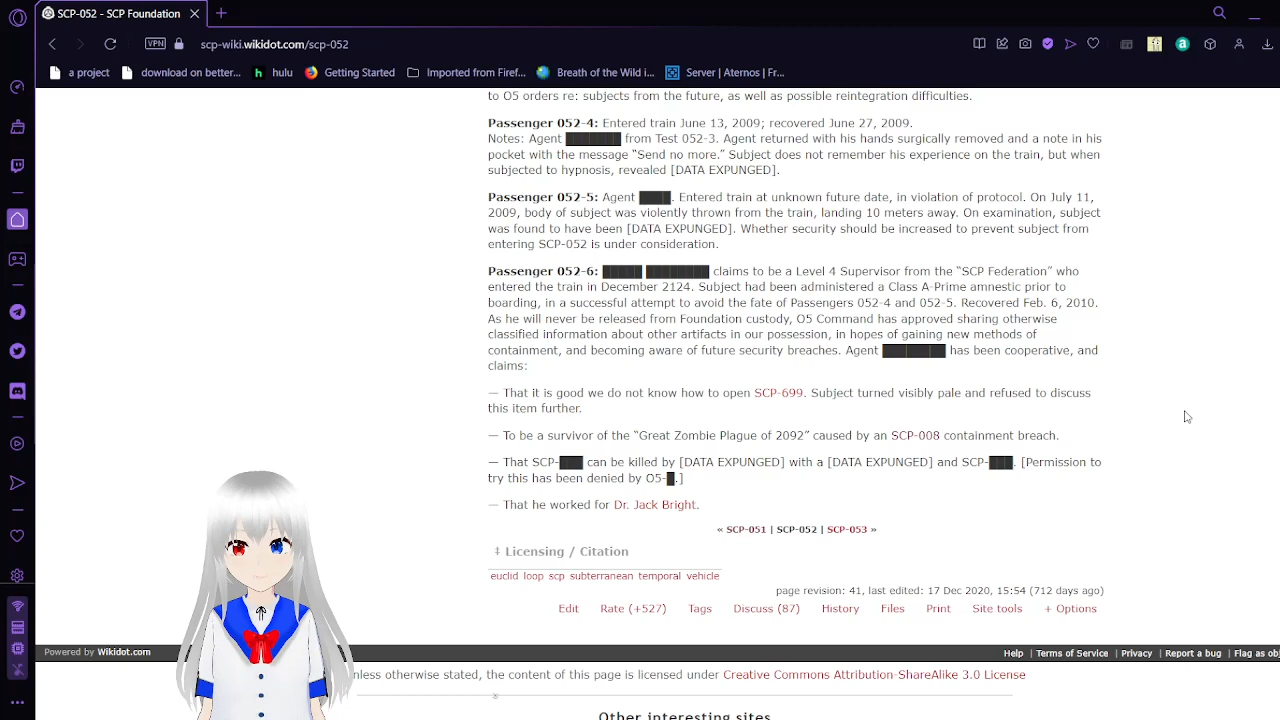 SCP-052 - SCP Foundation
VPN scp-wiki.wikidot.com/scp-052
a project download on better... hulu Getting Started Imported from Firef... Breath of the Wild i... Server | Aternos | Fr...
to O5 orders re: subjects from the future, as well as possible reintegration difficulties.
Passenger 052-4: Entered train June 13, 2009; recovered June 27, 2009.
Notes: Agent ███████ from Test 052-3. Agent returned with his hands surgically removed and a note in his
pocket with the message “Send no more.” Subject does not remember his experience on the train, but when
subjected to hypnosis, revealed [DATA EXPUNGED].
Passenger 052-5: Agent ████. Entered train at unknown future date, in violation of protocol. On July 11,
2009, body of subject was violently thrown from the train, landing 10 meters away. On examination, subject
was found to have been [DATA EXPUNGED]. Whether security should be increased to prevent subject from
entering SCP-052 is under consideration.
Passenger 052-6: █████ ████████ claims to be a Level 4 Supervisor from the “SCP Federation” who
entered the train in December 2124. Subject had been administered a Class A-Prime amnestic prior to
boarding, in a successful attempt to avoid the fate of Passengers 052-4 and 052-5. Recovered Feb. 6, 2010.
As he will never be released from Foundation custody, O5 Command has approved sharing otherwise
classified information about other artifacts in our possession, in hopes of gaining new methods of
containment, and becoming aware of future security breaches. Agent ████████ has been cooperative, and
claims:
— That it is good we do not know how to open SCP-699. Subject turned visibly pale and refused to discuss
this item further.
— To be a survivor of the “Great Zombie Plague of 2092” caused by an SCP-008 containment breach.
— That SCP-███ can be killed by [DATA EXPUNGED] with a [DATA EXPUNGED] and SCP-███. [Permission to
try this has been denied by O5-█.]
— That he worked for Dr. Jack Bright.
« SCP-051 | SCP-052 | SCP-053 »
‡ Licensing / Citation
euclid loop scp subterranean temporal vehicle
page revision: 41, last edited: 17 Dec 2020, 15:54 (712 days ago)
Edit Rate (+527) Tags Discuss (87) History Files Print Site tools + Options
Powered by Wikidot.com Help | Terms of Service | Privacy | Report a bug | Flag as obj
nless otherwise stated, the content of this page is licensed under Creative Commons Attribution-ShareAlike 3.0 License
Other interesting sites